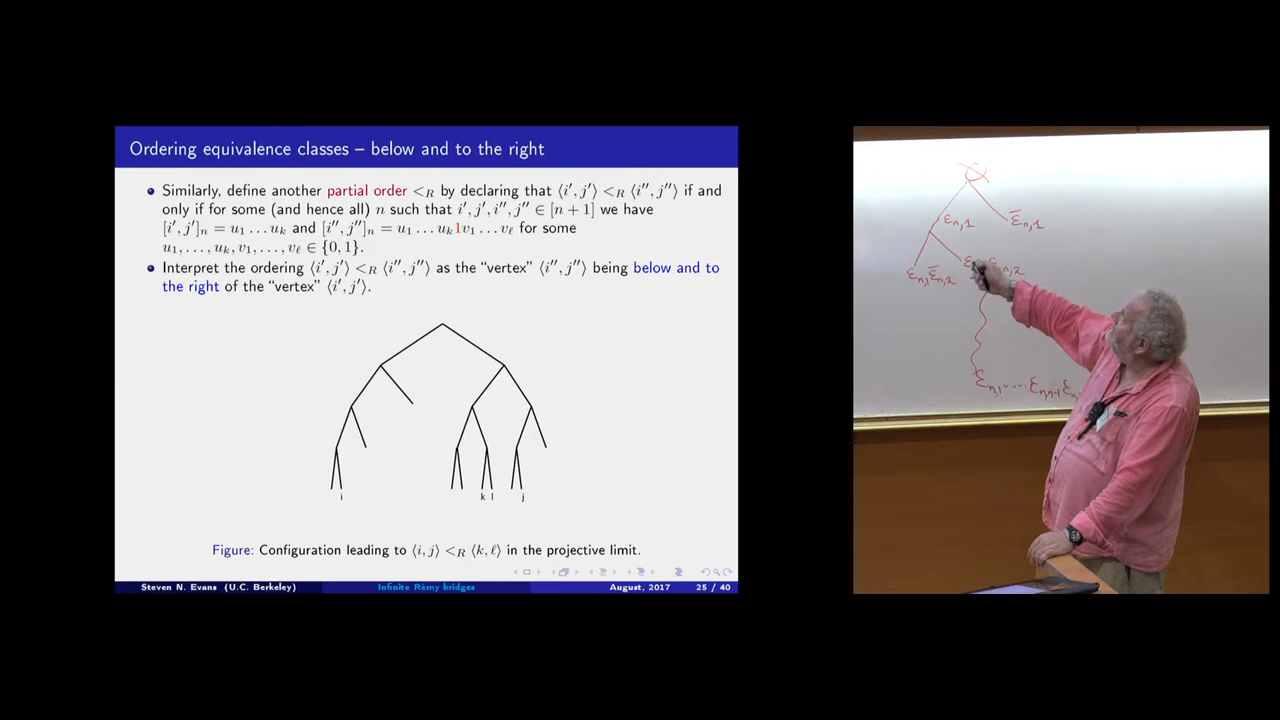 Ordering equivalence classes – below and to the right
• Similarly, define another partial order <_R by declaring that ⟨i′, j′⟩ <_R ⟨i″, j″⟩ if and
only if for some (and hence all) n such that i′, j′, i″, j″ ∈ [n + 1] we have
[i′, j′]_n = u_1 … u_k and [i″, j″]_n = u_1 … u_k 1v_1 … v_ℓ for some
u_1, …, u_k, v_1, …, v_ℓ ∈ {0, 1}.
• Interpret the ordering ⟨i′, j′⟩ <_R ⟨i″, j″⟩ as the “vertex” ⟨i″, j″⟩ being below and to
the right of the “vertex” ⟨i′, j′⟩.
i k l j
Figure: Configuration leading to ⟨i, j⟩ <_R ⟨k, ℓ⟩ in the projective limit.
Steven N. Evans (U.C. Berkeley) Infinite Rémy bridges August, 2017 25 / 40
ε_{n,1} ε̄_{n,1}
ε_{n,1} ε̄_{n,2}